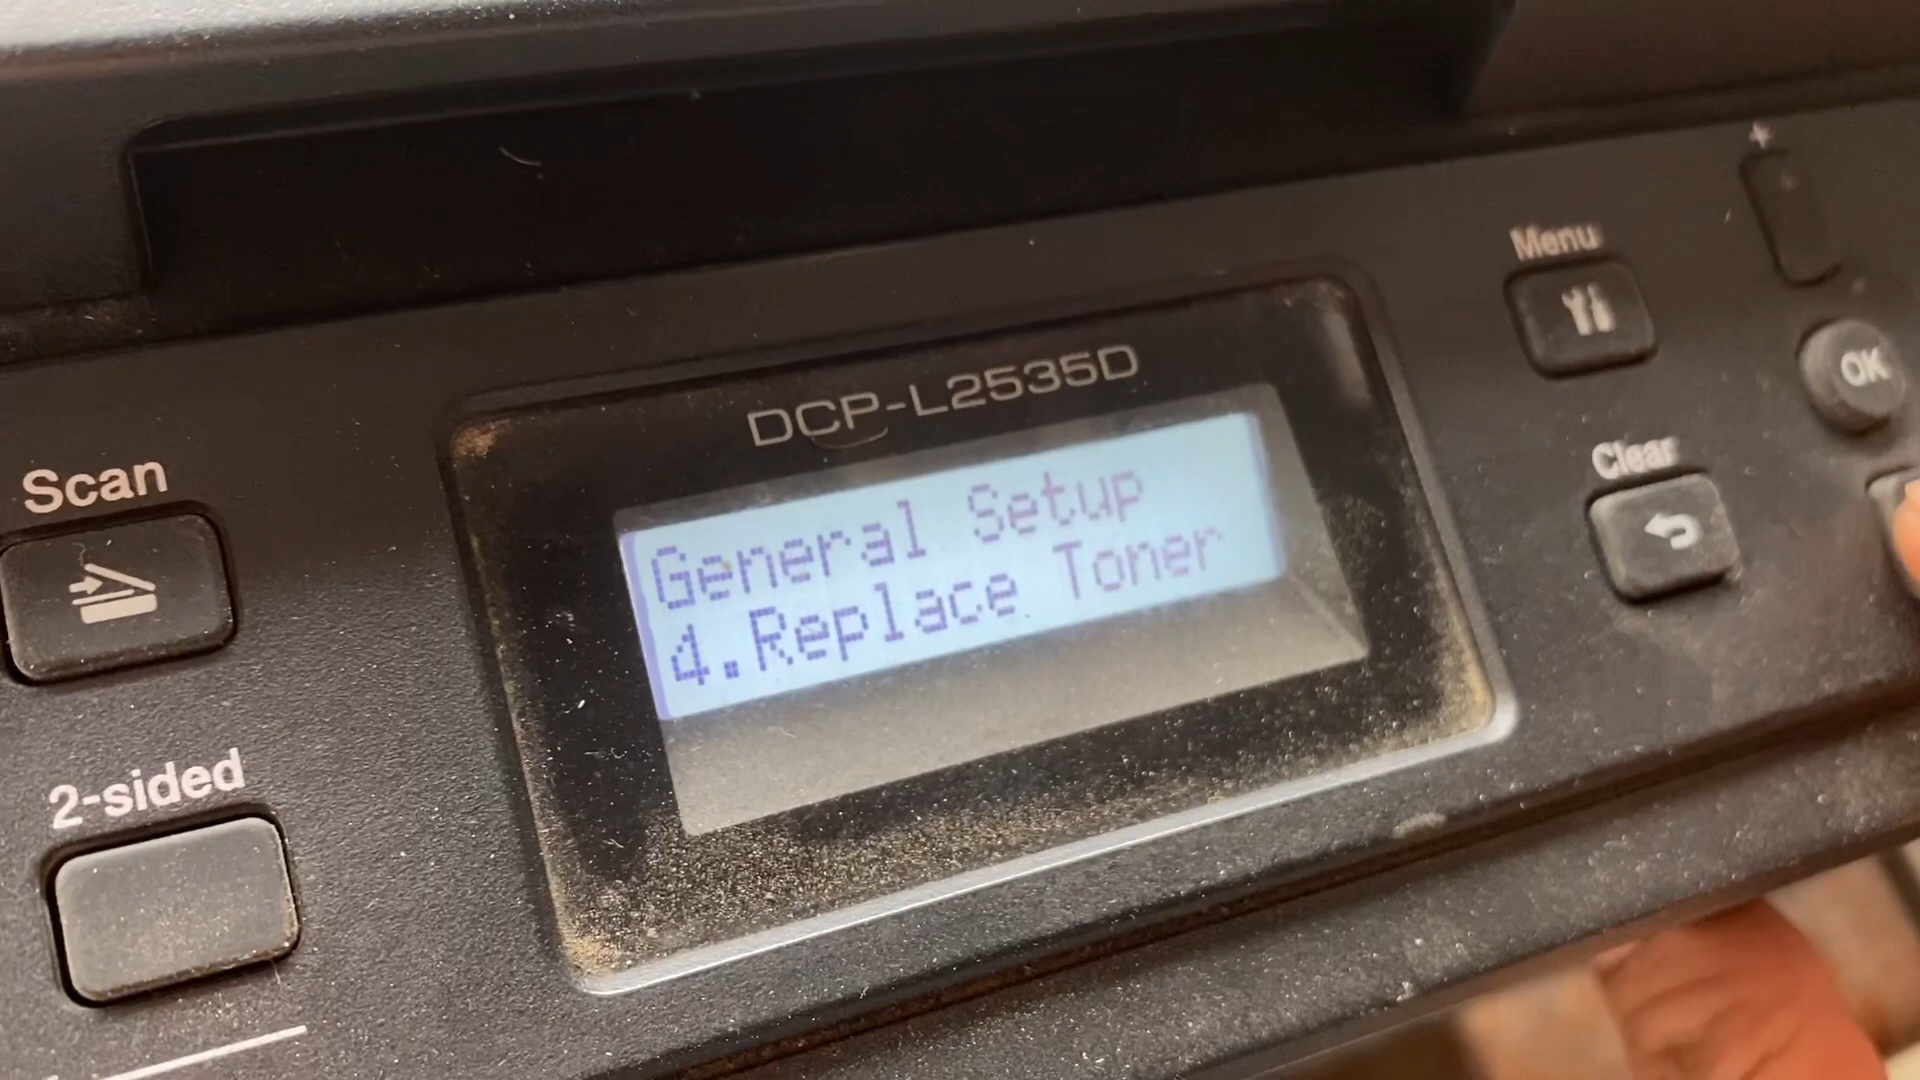 +
Menu
OK
DCP-L2535D
Clear
Scan
General Setup
4.Replace Toner
2-sided